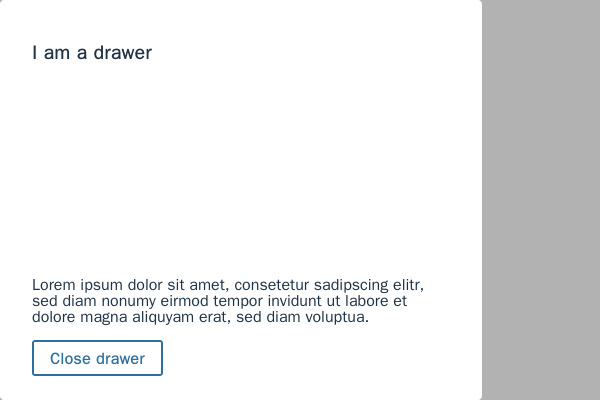 I am a drawer
Lorem ipsum dolor sit amet, consetetur sadipscing elitr,
sed diam nonumy eirmod tempor invidunt ut labore et
dolore magna aliquyam erat, sed diam voluptua.
Close drawer